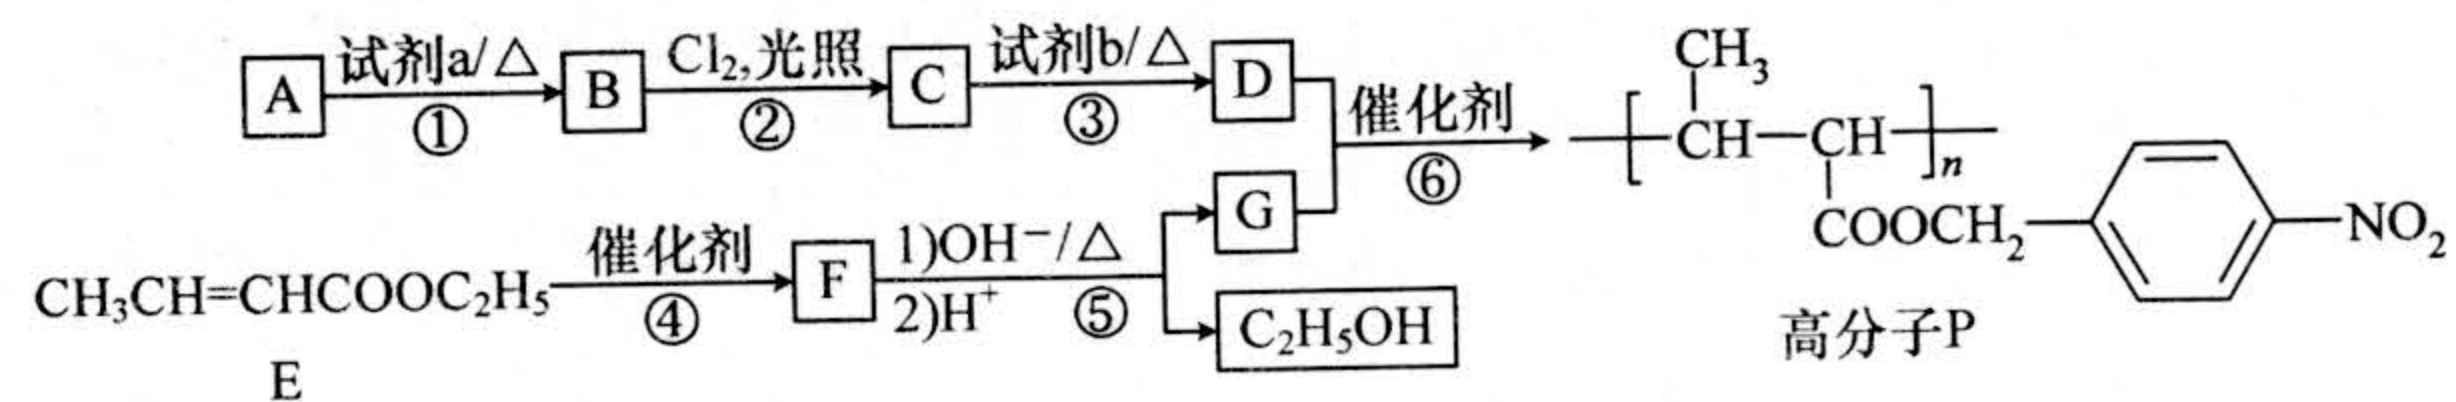 A 试剂a/△ ① B Cl₂,光照 ② C 试剂b/△ ③ D
催化剂 ⑥
CH₃
CH—CH n
COOCH₂ NO₂
高分子P
CH₃CH=CHCOOC₂H₅ 催化剂 ④ F 1)OH⁻/△ 2)H⁺ ⑤ G
C₂H₅OH
E